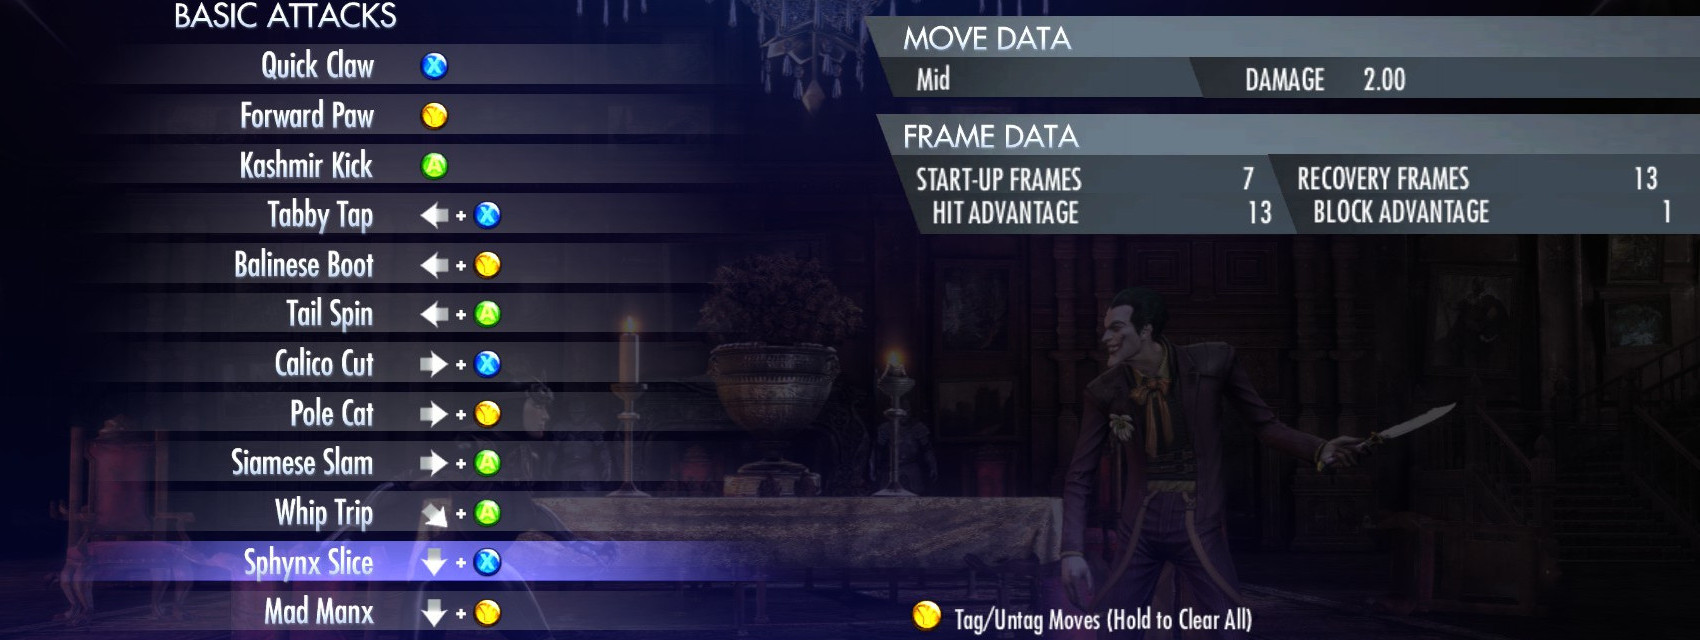 BASIC ATTACKS
Quick Claw X
Forward Paw Y
Kashmir Kick A
Tabby Tap + X
Balinese Boot + Y
Tail Spin + A
Calico Cut + X
Pole Cat + Y
Siamese Slam + A
Whip Trip + A
Sphynx Slice + X
Mad Manx + Y
MOVE DATA
Mid DAMAGE 2.00
FRAME DATA
START-UP FRAMES 7 RECOVERY FRAMES 13
HIT ADVANTAGE 13 BLOCK ADVANTAGE 1
Y Tag/Untag Moves (Hold to Clear All)